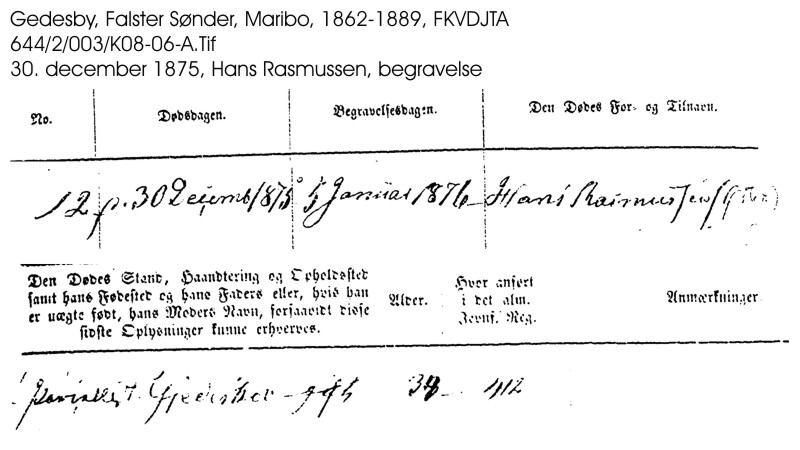 Gedesby, Falster Sønder, Maribo, 1862-1889, FKVDJTA
644/2/003/K08-06-A.Tif
30. december 1875, Hans Rasmussen, begravelse
No. Dødsdagen. Begravelsesdagen. Den Dødes For- og Tilnavn.
12 30 Decemb 1875 5 Januar 1876 Hans Rasmussen
Den Dødes Stand, Haandtering og Opholdssted
samt hans Fødested og hans Faders eller, hvis han
er uægte født, hans Moders Navn, forsaavidt disse
sidste Oplysninger kunne erhverves.
Alder.
Hvor anført
i det alm.
Jevnf. Reg.
Anmærkninger
gift 412